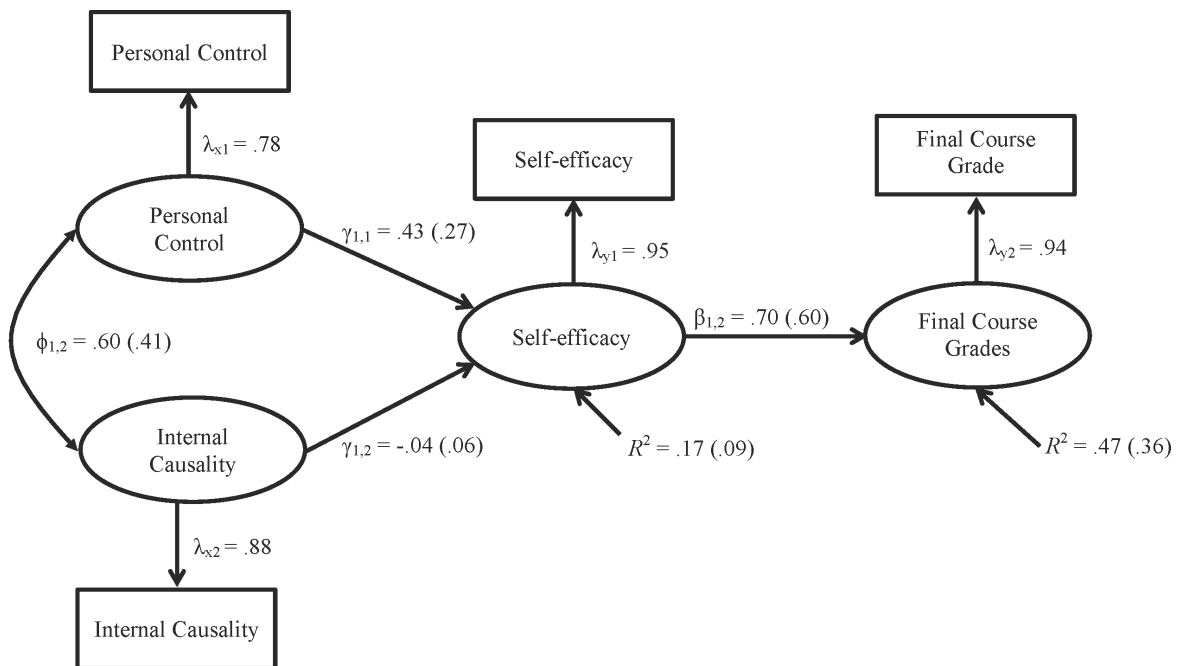 Personal Control
λx1 = .78
Personal
Control
γ1,1 = .43 (.27)
ϕ1,2 = .60 (.41)
Internal
Causality
γ1,2 = -.04 (.06)
λx2 = .88
Internal Causality
Self-efficacy
λy1 = .95
Self-efficacy
R² = .17 (.09)
β1,2 = .70 (.60)
Final Course
Grade
λy2 = .94
Final Course
Grades
R² = .47 (.36)